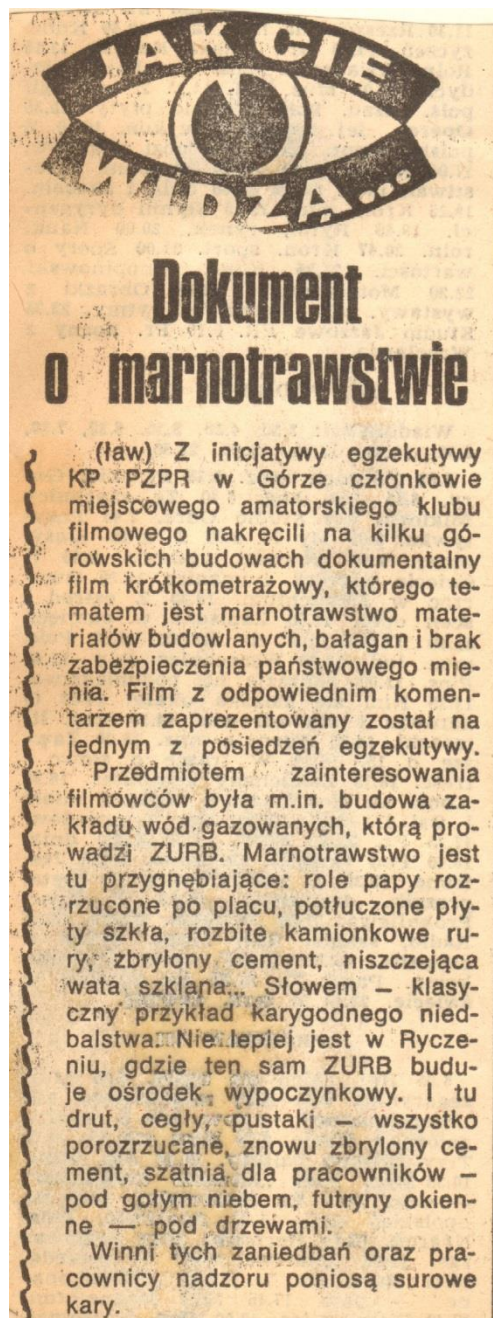 JAK CIĘ
WIDZĄ...
Dokument
o marnotrawstwie
(ław) Z inicjatywy egzekutywy
KP PZPR w Górze członkowie
miejscowego amatorskiego klubu
filmowego nakręcili na kilku gó-
rowskich budowach dokumentalny
film krótkometrażowy, którego te-
matem jest marnotrawstwo mate-
riałów budowlanych, bałagan i brak
zabezpieczenia państwowego mie-
nia. Film z odpowiednim komen-
tarzem zaprezentowany został na
jednym z posiedzeń egzekutywy.
Przedmiotem zainteresowania
filmowców była m.in. budowa za-
kładu wód gazowanych, którą pro-
wadzi ZURB. Marnotrawstwo jest
tu przygnębiające: role papy roz-
rzucone po placu, potłuczone pły-
ty szkła, rozbite kamionkowe ru-
ry, zbrylony cement, niszczejąca
wata szklana... Słowem — klasy-
czny przykład karygodnego nied-
balstwa. Nie lepiej jest w Rycze-
niu, gdzie ten sam ZURB budu-
je ośrodek wypoczynkowy. I tu
drut, cegły, pustaki — wszystko
porozrzucane, znowu zbrylony ce-
ment, szatnia dla pracowników —
pod gołym niebem, futryny okien-
ne — pod drzewami.
Winni tych zaniedbań oraz pra-
cownicy nadzoru poniosą surowe
kary.